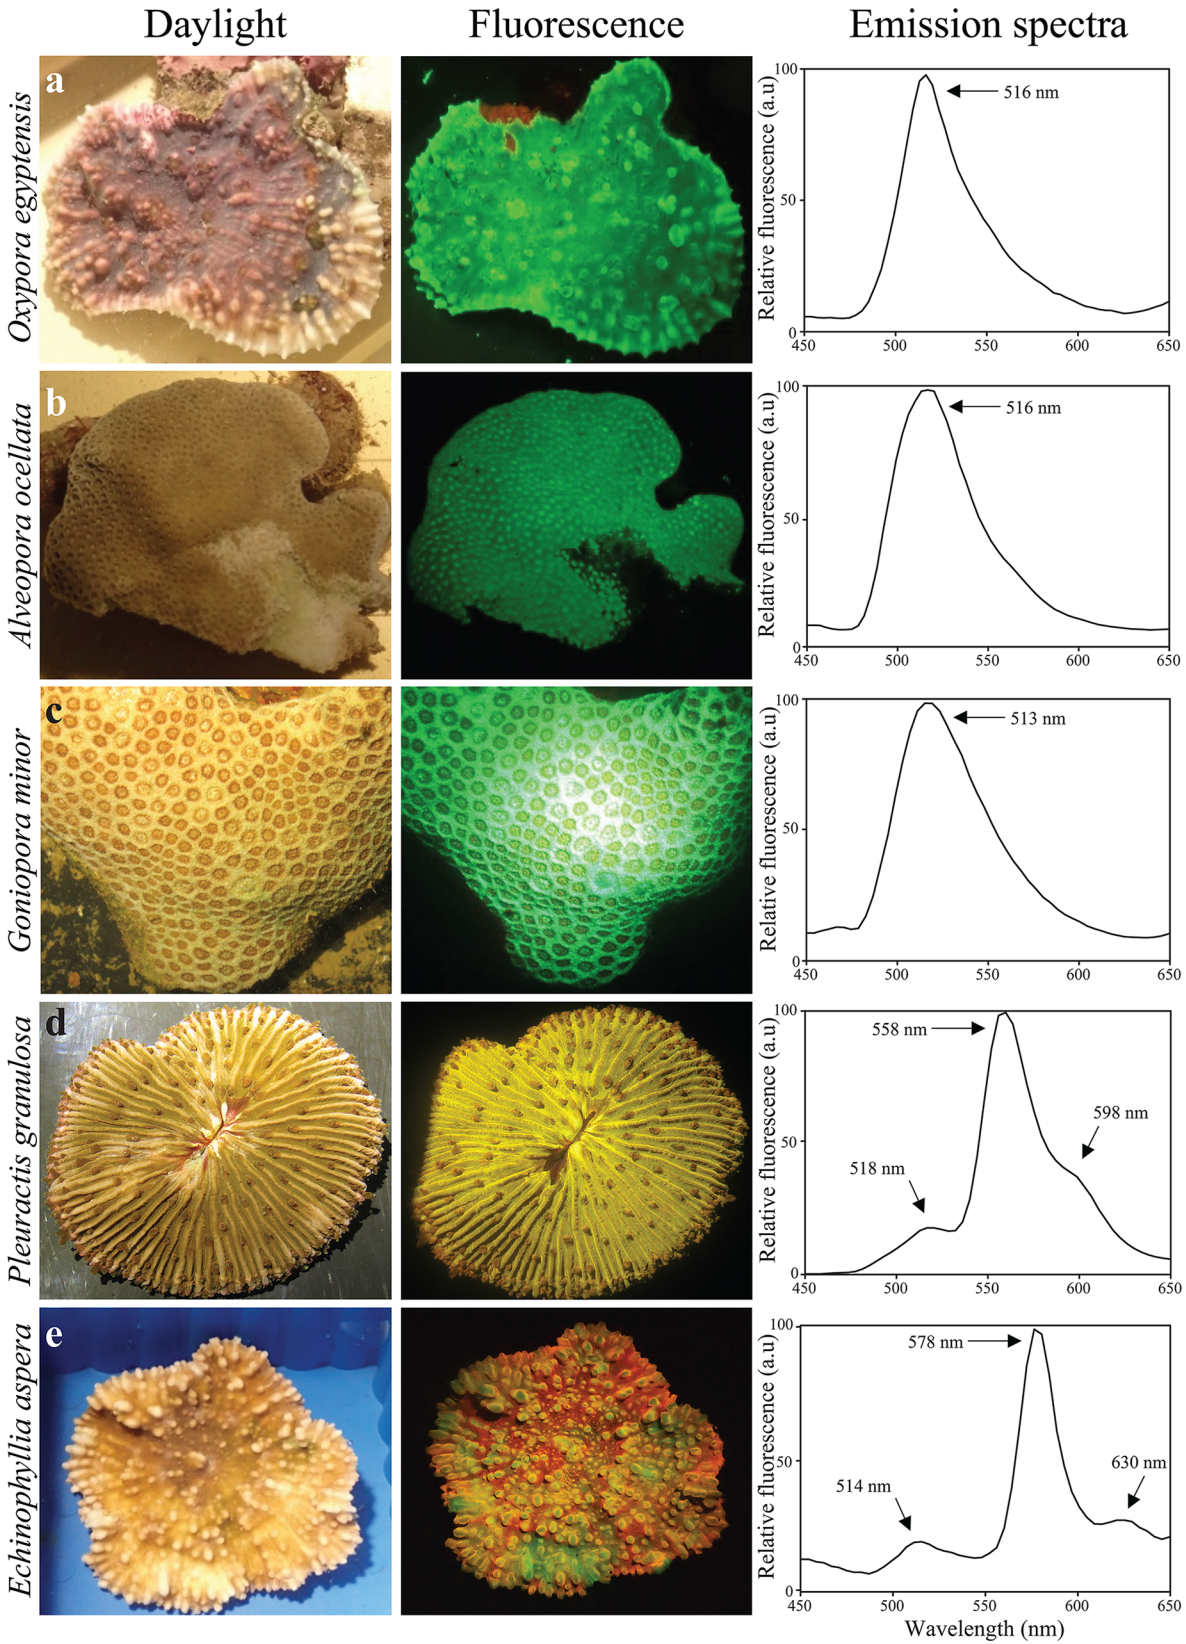 Daylight Fluorescence Emission spectra
a
Oxypora egyptensis
Relative fluorescence (a.u)
100
50
0
516 nm
450 500 550 600 650
b
Alveopora ocellata
Relative fluorescence (a.u)
100
50
0
516 nm
450 500 550 600 650
c
Goniopora minor
Relative fluorescence (a.u)
100
50
0
513 nm
450 500 550 600 650
d
Pleuractis granulosa
Relative fluorescence (a.u)
100
50
0
558 nm
598 nm
518 nm
450 500 550 600 650
e
Echinophyllia aspera
Relative fluorescence (a.u)
100
50
0
578 nm
630 nm
514 nm
450 500 550 600 650
Wavelength (nm)